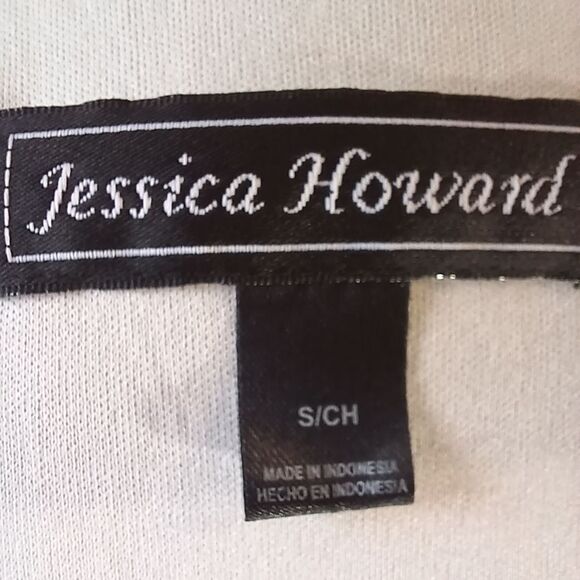 Jessica Howard
S/CH
MADE IN INDONESIA
HECHO EN INDONESIA